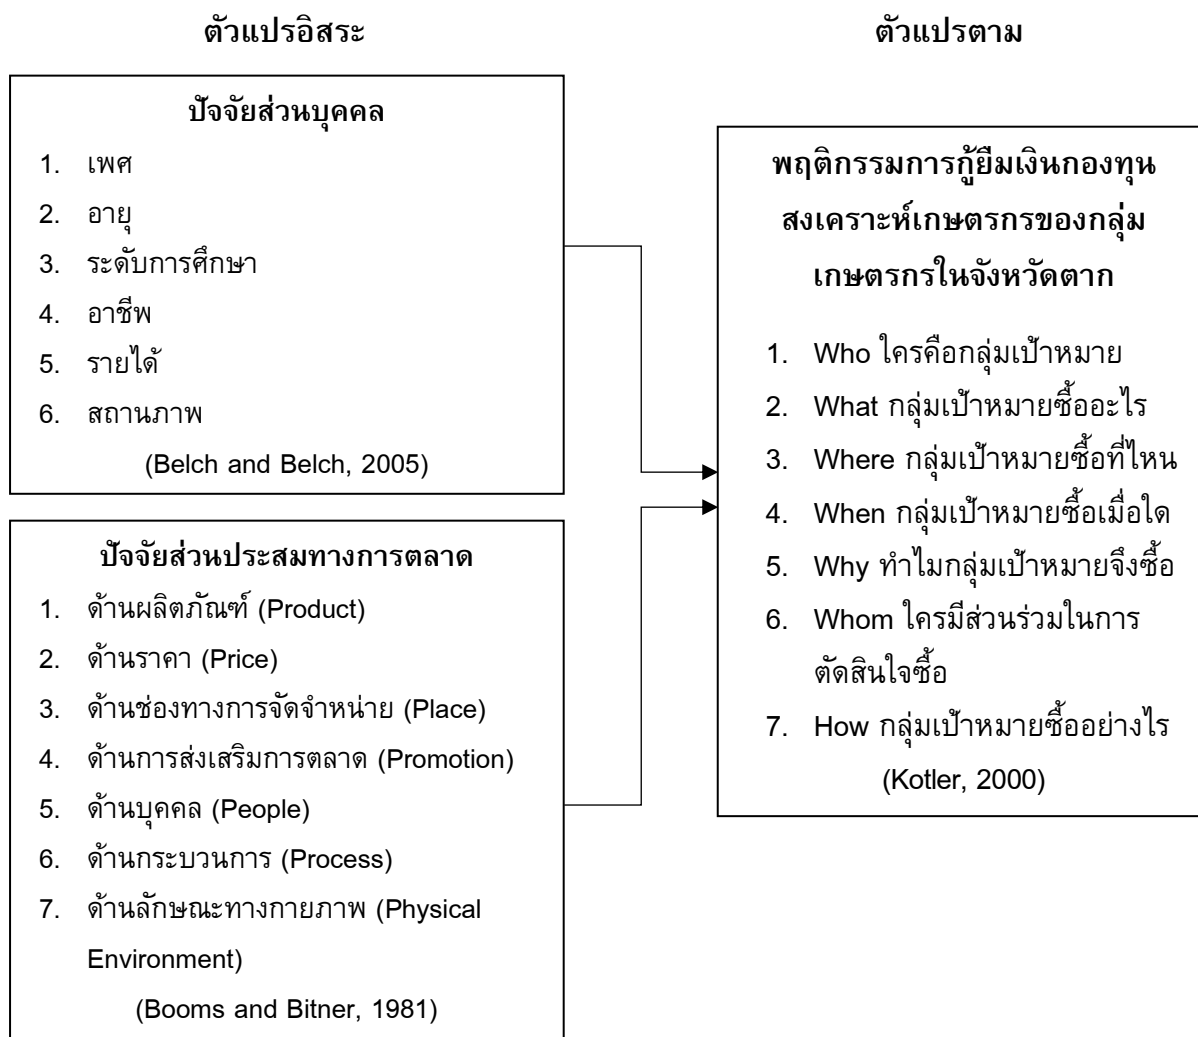 ตัวแปรอิสระ
ตัวแปรตาม
ปัจจัยส่วนบุคคล
1. เพศ
2. อายุ
3. ระดับการศึกษา
4. อาชีพ
5. รายได้
6. สถานภาพ
(Belch and Belch, 2005)
ปัจจัยส่วนประสมทางการตลาด
1. ด้านผลิตภัณฑ์ (Product)
2. ด้านราคา (Price)
3. ด้านช่องทางการจัดจำหน่าย (Place)
4. ด้านการส่งเสริมการตลาด (Promotion)
5. ด้านบุคคล (People)
6. ด้านกระบวนการ (Process)
7. ด้านลักษณะทางกายภาพ (Physical
Environment)
(Booms and Bitner, 1981)
พฤติกรรมการกู้ยืมเงินกองทุน
สงเคราะห์เกษตรกรของกลุ่ม
เกษตรกรในจังหวัดตาก
1. Who ใครคือกลุ่มเป้าหมาย
2. What กลุ่มเป้าหมายซื้ออะไร
3. Where กลุ่มเป้าหมายซื้อที่ไหน
4. When กลุ่มเป้าหมายซื้อเมื่อใด
5. Why ทำไมกลุ่มเป้าหมายจึงซื้อ
6. Whom ใครมีส่วนร่วมในการ
ตัดสินใจซื้อ
7. How กลุ่มเป้าหมายซื้ออย่างไร
(Kotler, 2000)